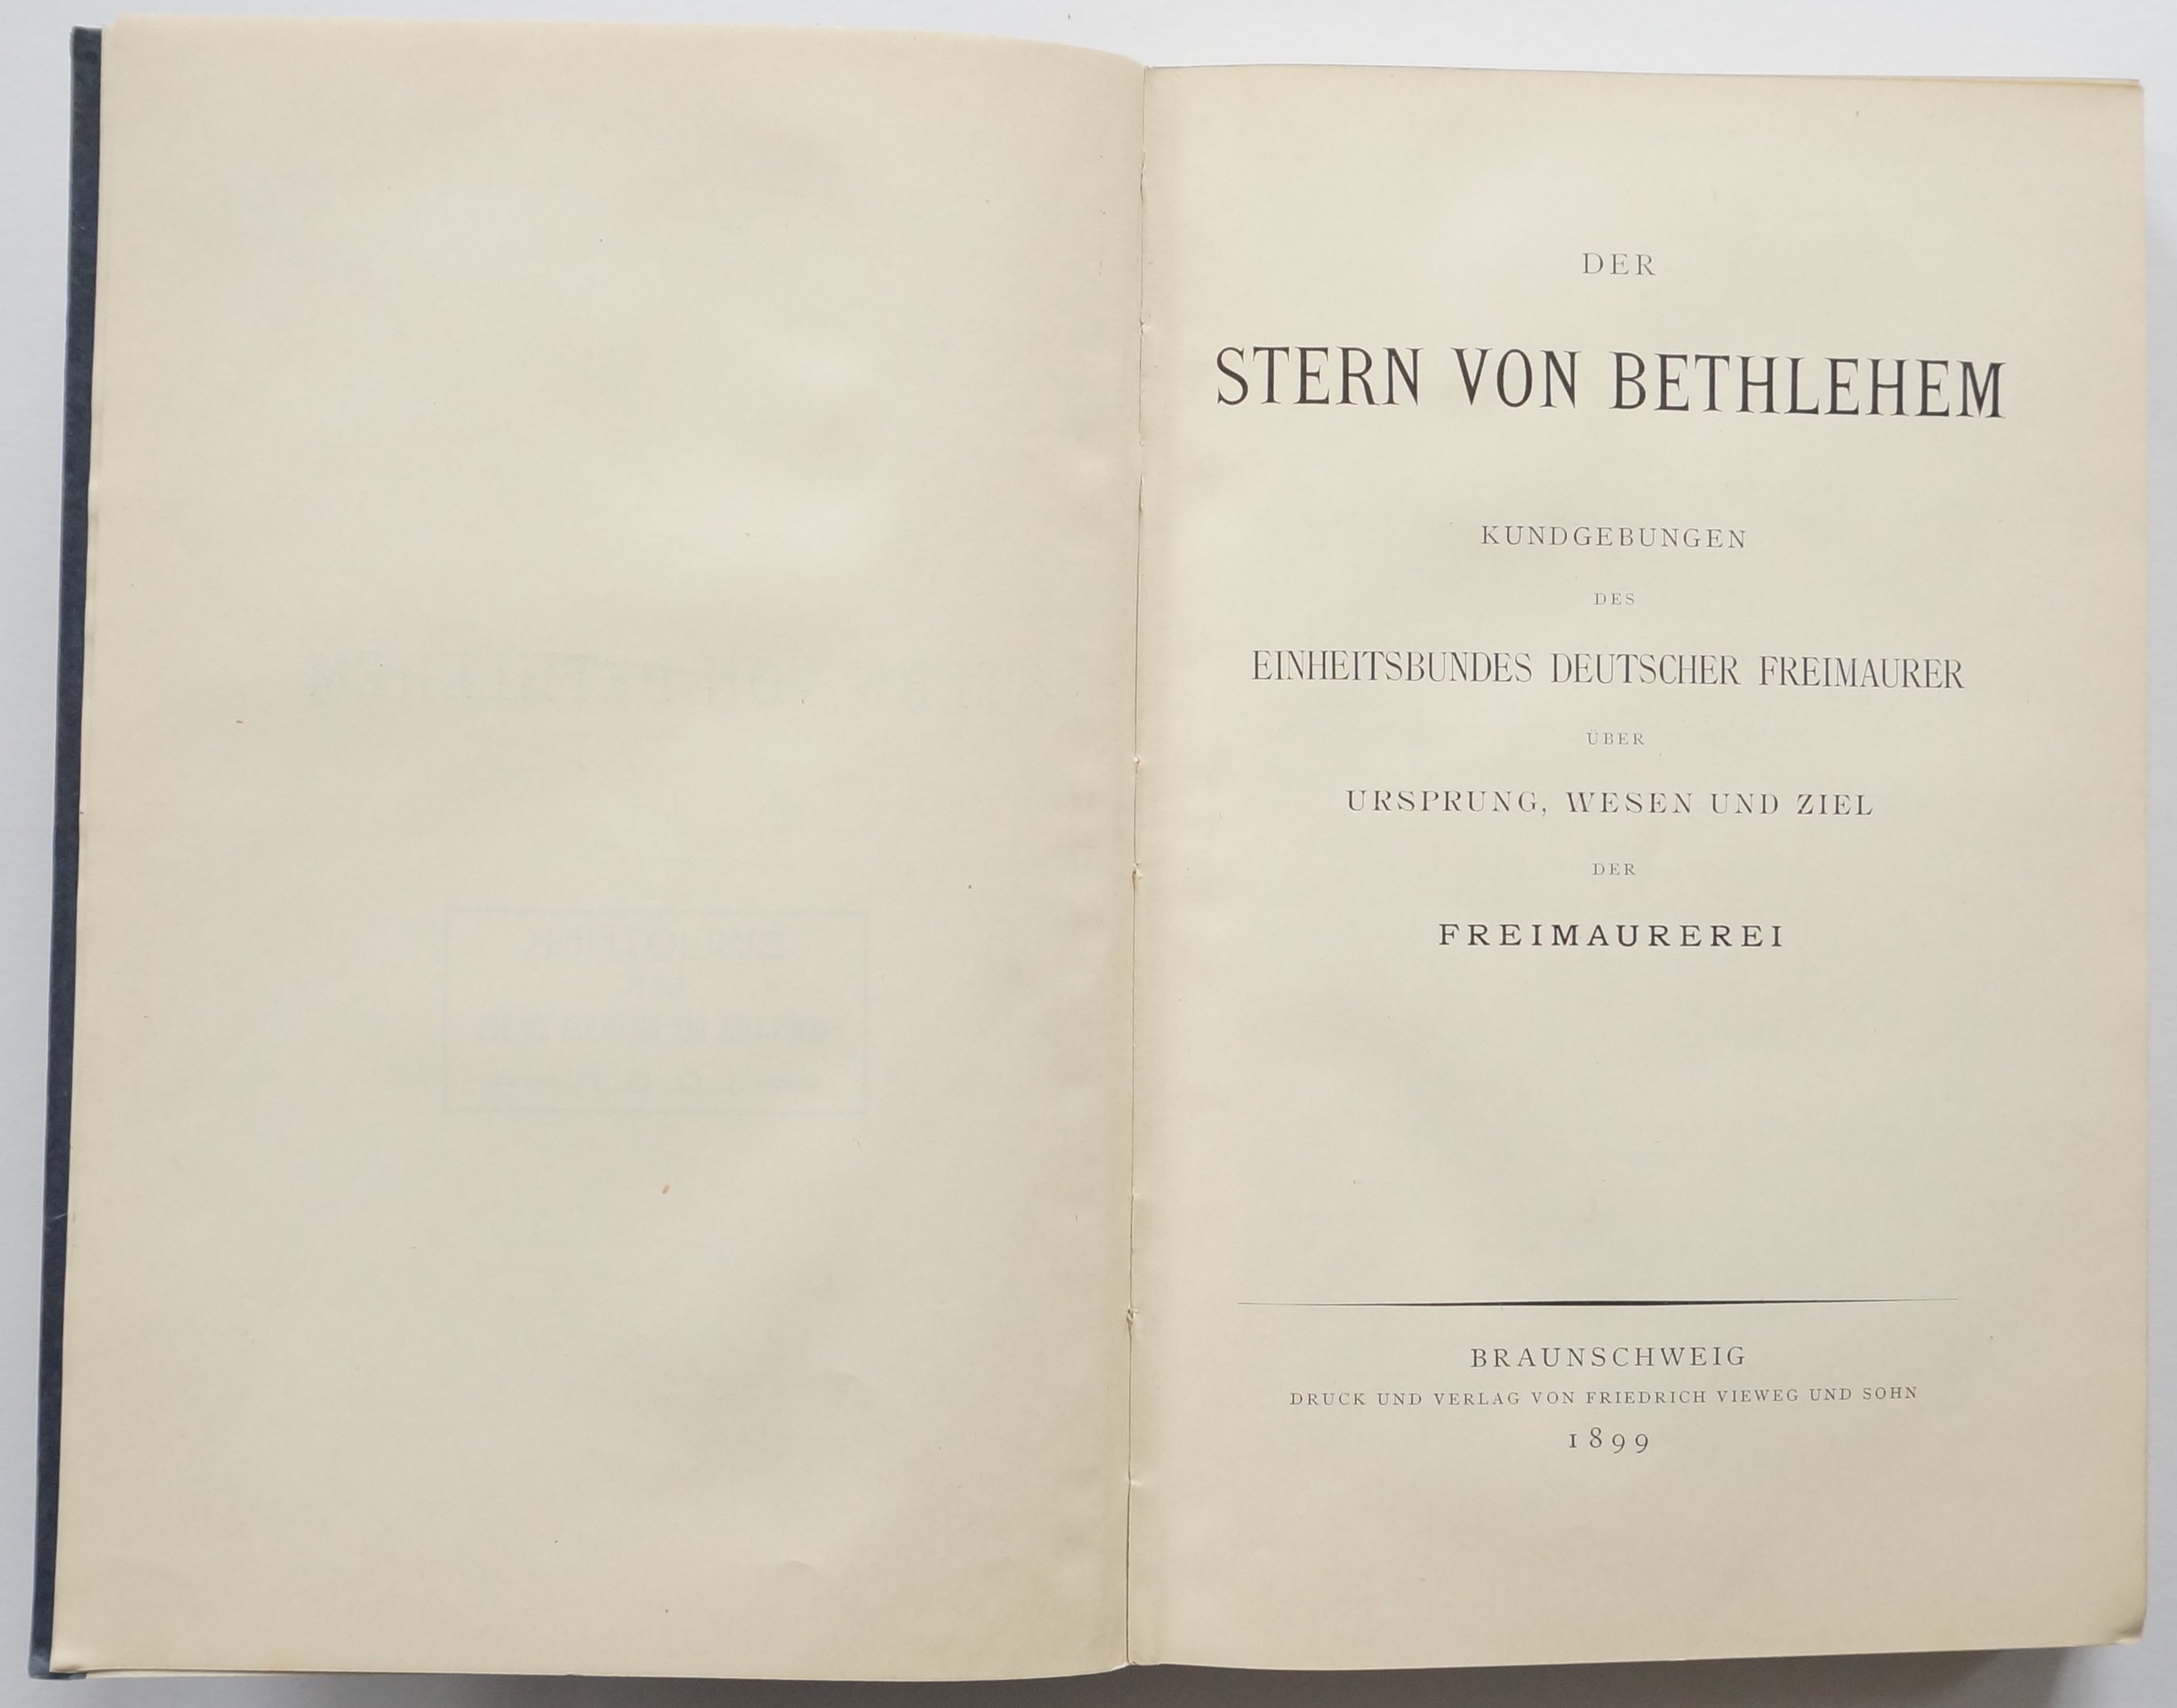 BIBLIOTHEK
DER
STERN VON BETHLEHEM
KUNDGEBUNGEN
DES
EINHEITSBUNDES DEUTSCHER FREIMAURER
ÜBER
URSPRUNG, WESEN UND ZIEL
DER
FREIMAUREREI
BRAUNSCHWEIG
DRUCK UND VERLAG VON FRIEDRICH VIEWEG UND SOHN
1899